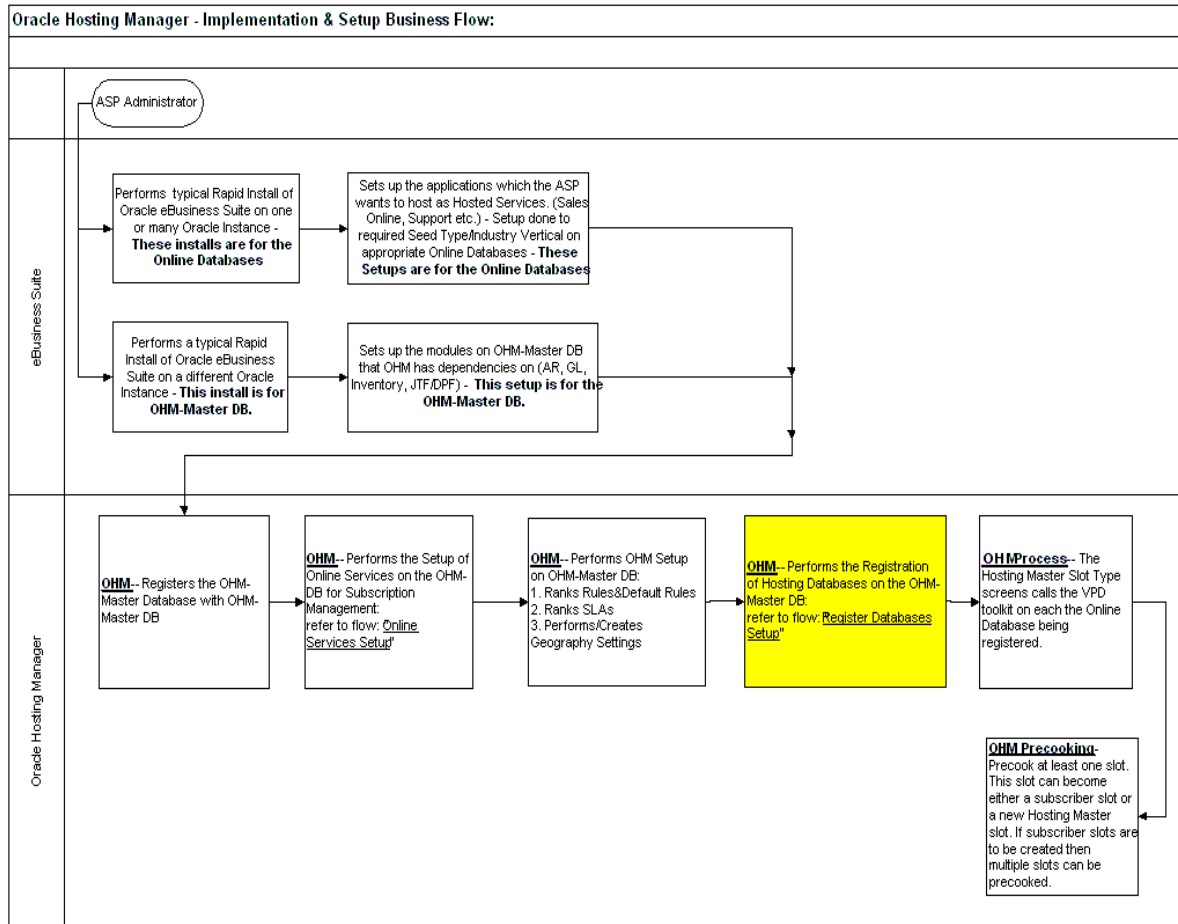 Oracle Hosting Manager - Implementation & Setup Business Flow:
ASP Administrator
eBusiness Suite
Performs typical Rapid Install of
Oracle eBusiness Suite on one
or many Oracle Instance -
These installs are for the
Online Databases
Sets up the applications which the ASP
wants to host as Hosted Services. (Sales
Online, Support etc.) - Setup done to
required Seed Type/Industry Vertical on
appropriate Online Databases - These
Setups are for the Online Databases
Performs a typical Rapid
Install of Oracle eBusiness
Suite on a different Oracle
Instance - This install is for
OHM-Master DB.
Sets up the modules on OHM-Master DB
that OHM has dependencies on (AR, GL,
Inventory, JTF/DPF) - This setup is for the
OHM-Master DB.
Oracle Hosting Manager
OHM-- Registers the OHM-
Master Database with OHM-
Master DB
OHM-- Performs the Setup of
Online Services on the OHM-
DB for Subscription
Management:
refer to flow: Online
Services Setup"
OHM-- Performs OHM Setup
on OHM-Master DB:
1. Ranks Rules&Default Rules
2. Ranks SLAs
3. Performs/Creates
Geography Settings
OHM-- Performs the Registration
of Hosting Databases on the OHM-
Master DB:
refer to flow: Register Databases
Setup"
OHMProcess-- The
Hosting Master Slot Type
screens calls the VPD
toolkit on each the Online
Database being
registered.
OHM Precooking-
Precook at least one slot.
This slot can become
either a subscriber slot or
a new Hosting Master
slot. If subscriber slots are
to be created then
multiple slots can be
precooked.